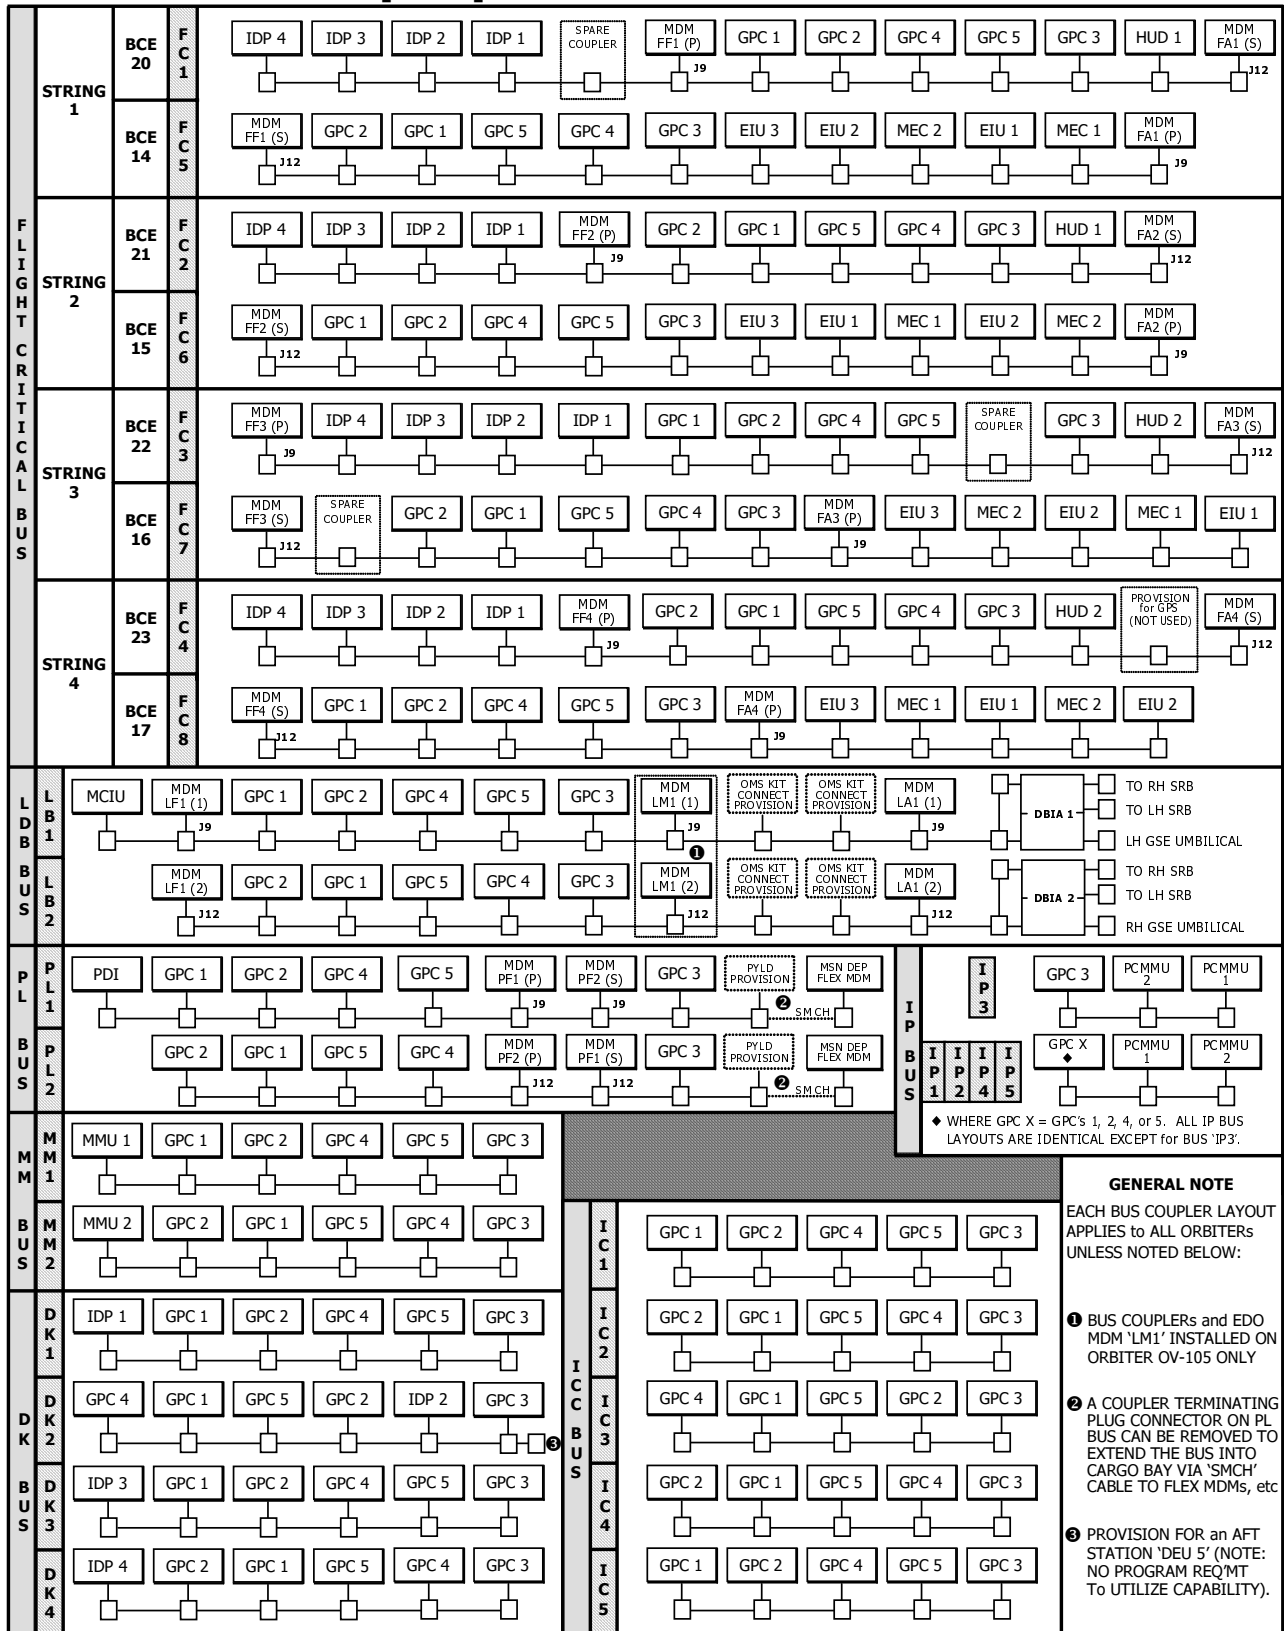 FLIGHT CRITICAL BUS
STRING 1
BCE 20
FC1
IDP 4 IDP 3 IDP 2 IDP 1 SPARE COUPLER MDM FF1 (P) GPC 1 GPC 2 GPC 4 GPC 5 GPC 3 HUD 1 MDM FA1 (S)
J9 J12
BCE 14
FC5
MDM FF1 (S) GPC 2 GPC 1 GPC 5 GPC 4 GPC 3 EIU 3 EIU 2 MEC 2 EIU 1 MEC 1 MDM FA1 (P)
J12 J9
STRING 2
BCE 21
FC2
IDP 4 IDP 3 IDP 2 IDP 1 MDM FF2 (P) GPC 2 GPC 1 GPC 5 GPC 4 GPC 3 HUD 1 MDM FA2 (S)
J9 J12
BCE 15
FC6
MDM FF2 (S) GPC 1 GPC 2 GPC 4 GPC 5 GPC 3 EIU 3 EIU 1 MEC 1 EIU 2 MEC 2 MDM FA2 (P)
J12 J9
STRING 3
BCE 22
FC3
MDM FF3 (P) IDP 4 IDP 3 IDP 2 IDP 1 GPC 1 GPC 2 GPC 4 GPC 5 SPARE COUPLER GPC 3 HUD 2 MDM FA3 (S)
J9 J12
BCE 16
FC7
MDM FF3 (S) SPARE COUPLER GPC 2 GPC 1 GPC 5 GPC 4 GPC 3 MDM FA3 (P) EIU 3 MEC 2 EIU 2 MEC 1 EIU 1
J12 J9
STRING 4
BCE 23
FC4
IDP 4 IDP 3 IDP 2 IDP 1 MDM FF4 (P) GPC 2 GPC 1 GPC 5 GPC 4 GPC 3 HUD 2 PROVISION for GPS (NOT USED) MDM FA4 (S)
J9 J12
BCE 17
FC8
MDM FF4 (S) GPC 1 GPC 2 GPC 4 GPC 5 GPC 3 MDM FA4 (P) EIU 3 MEC 1 EIU 1 MEC 2 EIU 2
J12 J9
LDB BUS
LB1
MCIU MDM LF1 (1) GPC 1 GPC 2 GPC 4 GPC 5 GPC 3 MDM LM1 (1) OMS KIT CONNECT PROVISION OMS KIT CONNECT PROVISION MDM LA1 (1) DBIA 1
J9 J9 J9
❶
TO RH SRB
TO LH SRB
LH GSE UMBILICAL
LB2
MDM LF1 (2) GPC 2 GPC 1 GPC 5 GPC 4 GPC 3 MDM LM1 (2) OMS KIT CONNECT PROVISION OMS KIT CONNECT PROVISION MDM LA1 (2) DBIA 2
J12 J12 J12
TO RH SRB
TO LH SRB
RH GSE UMBILICAL
PL BUS
PL1
PDI GPC 1 GPC 2 GPC 4 GPC 5 MDM PF1 (P) MDM PF2 (S) GPC 3 PYLD PROVISION MSN DEP FLEX MDM
J9 J9 ❷ SMCH
PL2
GPC 2 GPC 1 GPC 5 GPC 4 MDM PF2 (P) MDM PF1 (S) GPC 3 PYLD PROVISION MSN DEP FLEX MDM
J12 J12 ❷ SMCH
IP BUS
IP3
GPC 3 PCMMU 2 PCMMU 1
IP1 IP2 IP4 IP5
GPC X ♦ PCMMU 1 PCMMU 2
♦ WHERE GPC X = GPC's 1, 2, 4, or 5. ALL IP BUS
LAYOUTS ARE IDENTICAL EXCEPT for BUS 'IP3'.
MM BUS
MM1
MMU 1 GPC 1 GPC 2 GPC 4 GPC 5 GPC 3
MM2
MMU 2 GPC 2 GPC 1 GPC 5 GPC 4 GPC 3
DK BUS
DK1
IDP 1 GPC 1 GPC 2 GPC 4 GPC 5 GPC 3
DK2
GPC 4 GPC 1 GPC 5 GPC 2 IDP 2 GPC 3
❸
DK3
IDP 3 GPC 1 GPC 2 GPC 4 GPC 5 GPC 3
DK4
IDP 4 GPC 2 GPC 1 GPC 5 GPC 4 GPC 3
ICC BUS
IC1
GPC 1 GPC 2 GPC 4 GPC 5 GPC 3
IC2
GPC 2 GPC 1 GPC 5 GPC 4 GPC 3
IC3
GPC 4 GPC 1 GPC 5 GPC 2 GPC 3
IC4
GPC 2 GPC 1 GPC 5 GPC 4 GPC 3
IC5
GPC 1 GPC 2 GPC 4 GPC 5 GPC 3
GENERAL NOTE
EACH BUS COUPLER LAYOUT
APPLIES to ALL ORBITERs
UNLESS NOTED BELOW:
❶ BUS COUPLERs and EDO
MDM 'LM1' INSTALLED ON
ORBITER OV-105 ONLY
❷ A COUPLER TERMINATING
PLUG CONNECTOR ON PL
BUS CAN BE REMOVED TO
EXTEND THE BUS INTO
CARGO BAY VIA 'SMCH'
CABLE TO FLEX MDMs, etc
❸ PROVISION FOR an AFT
STATION 'DEU 5' (NOTE:
NO PROGRAM REQ'MT
To UTILIZE CAPABILITY).